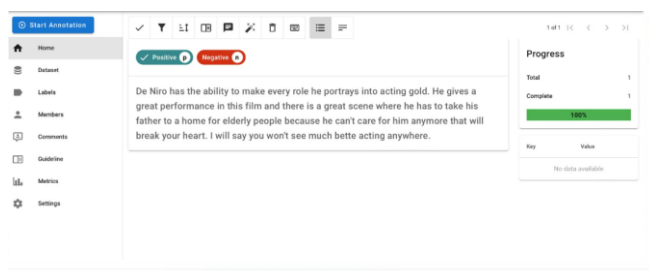 Start Annotation
Home
Dataset
Labels
Members
Comments
Guideline
Metrics
Settings
1 of 1
Positive p
Negative n
De Niro has the ability to make every role he portrays into acting gold. He gives a
great performance in this film and there is a great scene where he has to take his
father to a home for elderly people because he can't care for him anymore that will
break your heart. I will say you won't see much bette acting anywhere.
Progress
Total 1
Complete 1
100%
Key Value
No data available